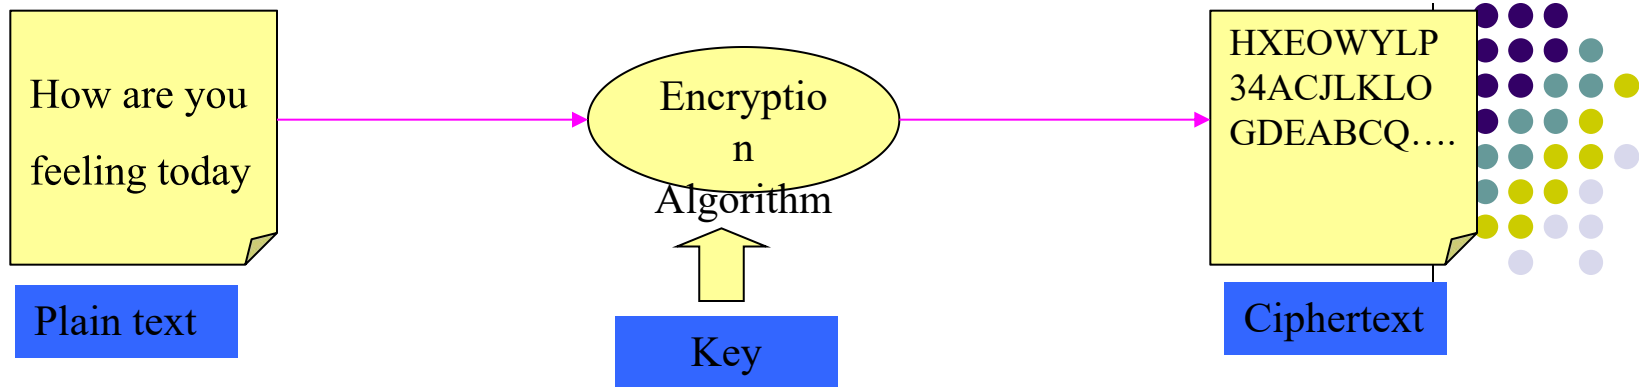 How are you
feeling today
Encryptio
n
Algorithm
HXEOWYLP
34ACJLKLO
GDEABCQ….
Plain text
Key
Ciphertext